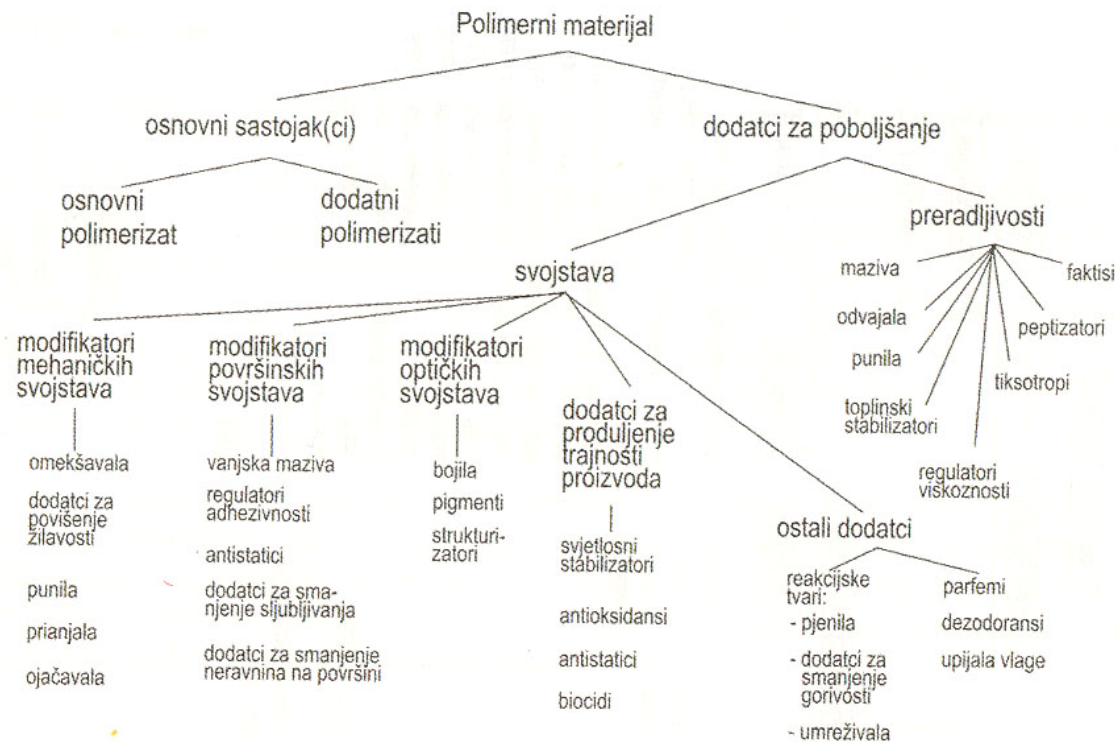 Polimerni materijal
osnovni sastojak(ci)
dodatci za poboljšanje
osnovni
polimerizat
dodatni
polimerizati
preradljivosti
maziva
faktisi
odvajala
peptizatori
punila
tiksotropi
toplinski
stabilizatori
regulatori
viškoznosti
svojstava
modifikatori
mehaničkih
svojstava
omekšavala
dodatci za
povišenje
žilavosti
punila
prianjala
ojačavala
modifikatori
površinskih
svojstava
vanjska maziva
regulatori
adhezivnosti
antistatici
dodatci za sma-
njenje sljubljivanja
dodatci za smanjenje
neravnina na površini
modifikatori
optičkih
svojstava
bojila
pigmenti
strukturi-
zatori
dodatci za
produljenje
trajnosti
proizvoda
svjetlosni
stabilizatori
antioksidansi
antistatici
biocidi
ostali dodatci
reakcijske
tvari:
- pjenila
- dodatci za
smanjenje
gorivosti
- umreživala
parfemi
dezodoransi
upijala vlage